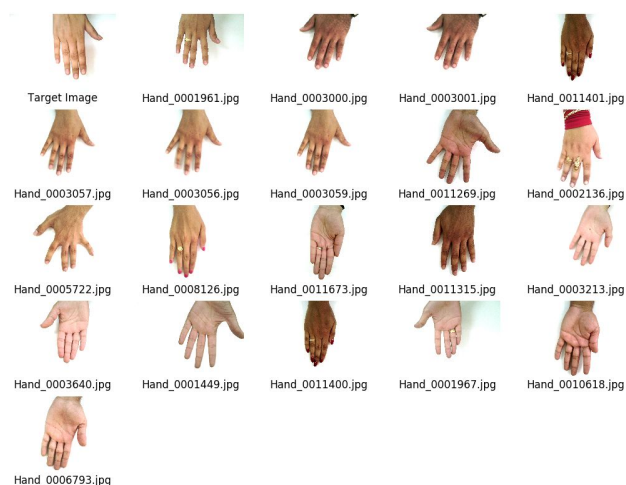 Target Image
Hand_0001961.jpg
Hand_0003000.jpg
Hand_0003001.jpg
Hand_0011401.jpg
Hand_0003057.jpg
Hand_0003056.jpg
Hand_0003059.jpg
Hand_0011269.jpg
Hand_0002136.jpg
Hand_0005722.jpg
Hand_0008126.jpg
Hand_0011673.jpg
Hand_0011315.jpg
Hand_0003213.jpg
Hand_0003640.jpg
Hand_0001449.jpg
Hand_0011400.jpg
Hand_0001967.jpg
Hand_0010618.jpg
Hand_0006793.jpg